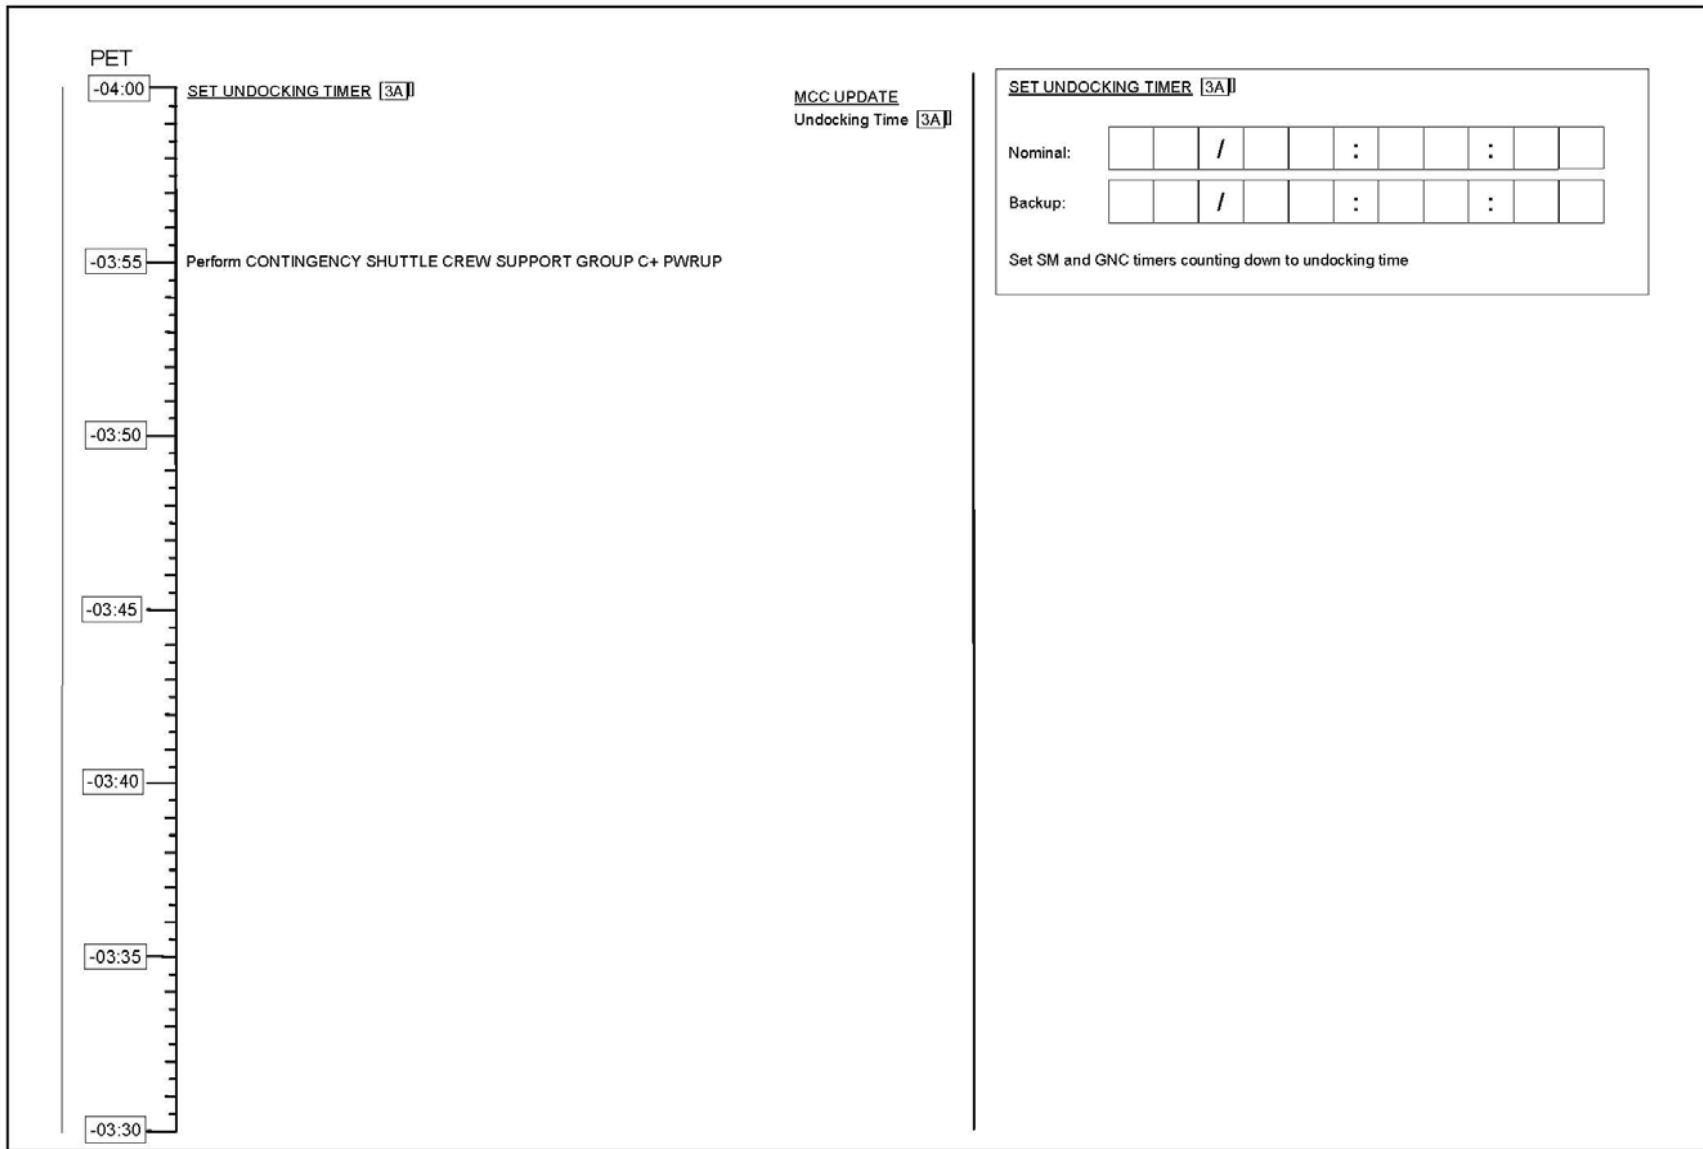 PET
-04:00
SET UNDOCKING TIMER [3A]
MCC UPDATE
Undocking Time [3A]
-03:55
Perform CONTINGENCY SHUTTLE CREW SUPPORT GROUP C+ PWRUP
-03:50
-03:45
-03:40
-03:35
-03:30
SET UNDOCKING TIMER [3A]
Nominal: / : :
Backup: / : :
Set SM and GNC timers counting down to undocking time